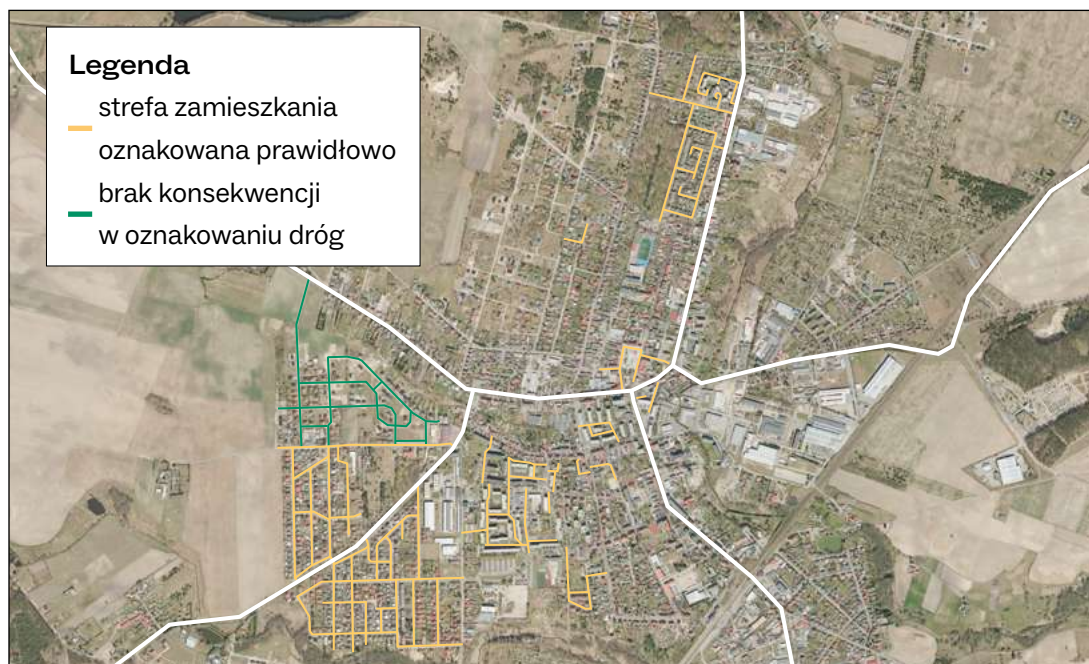 Legenda
strefa zamieszkania
oznakowana prawidłowo
brak konsekwencji
w oznakowaniu dróg